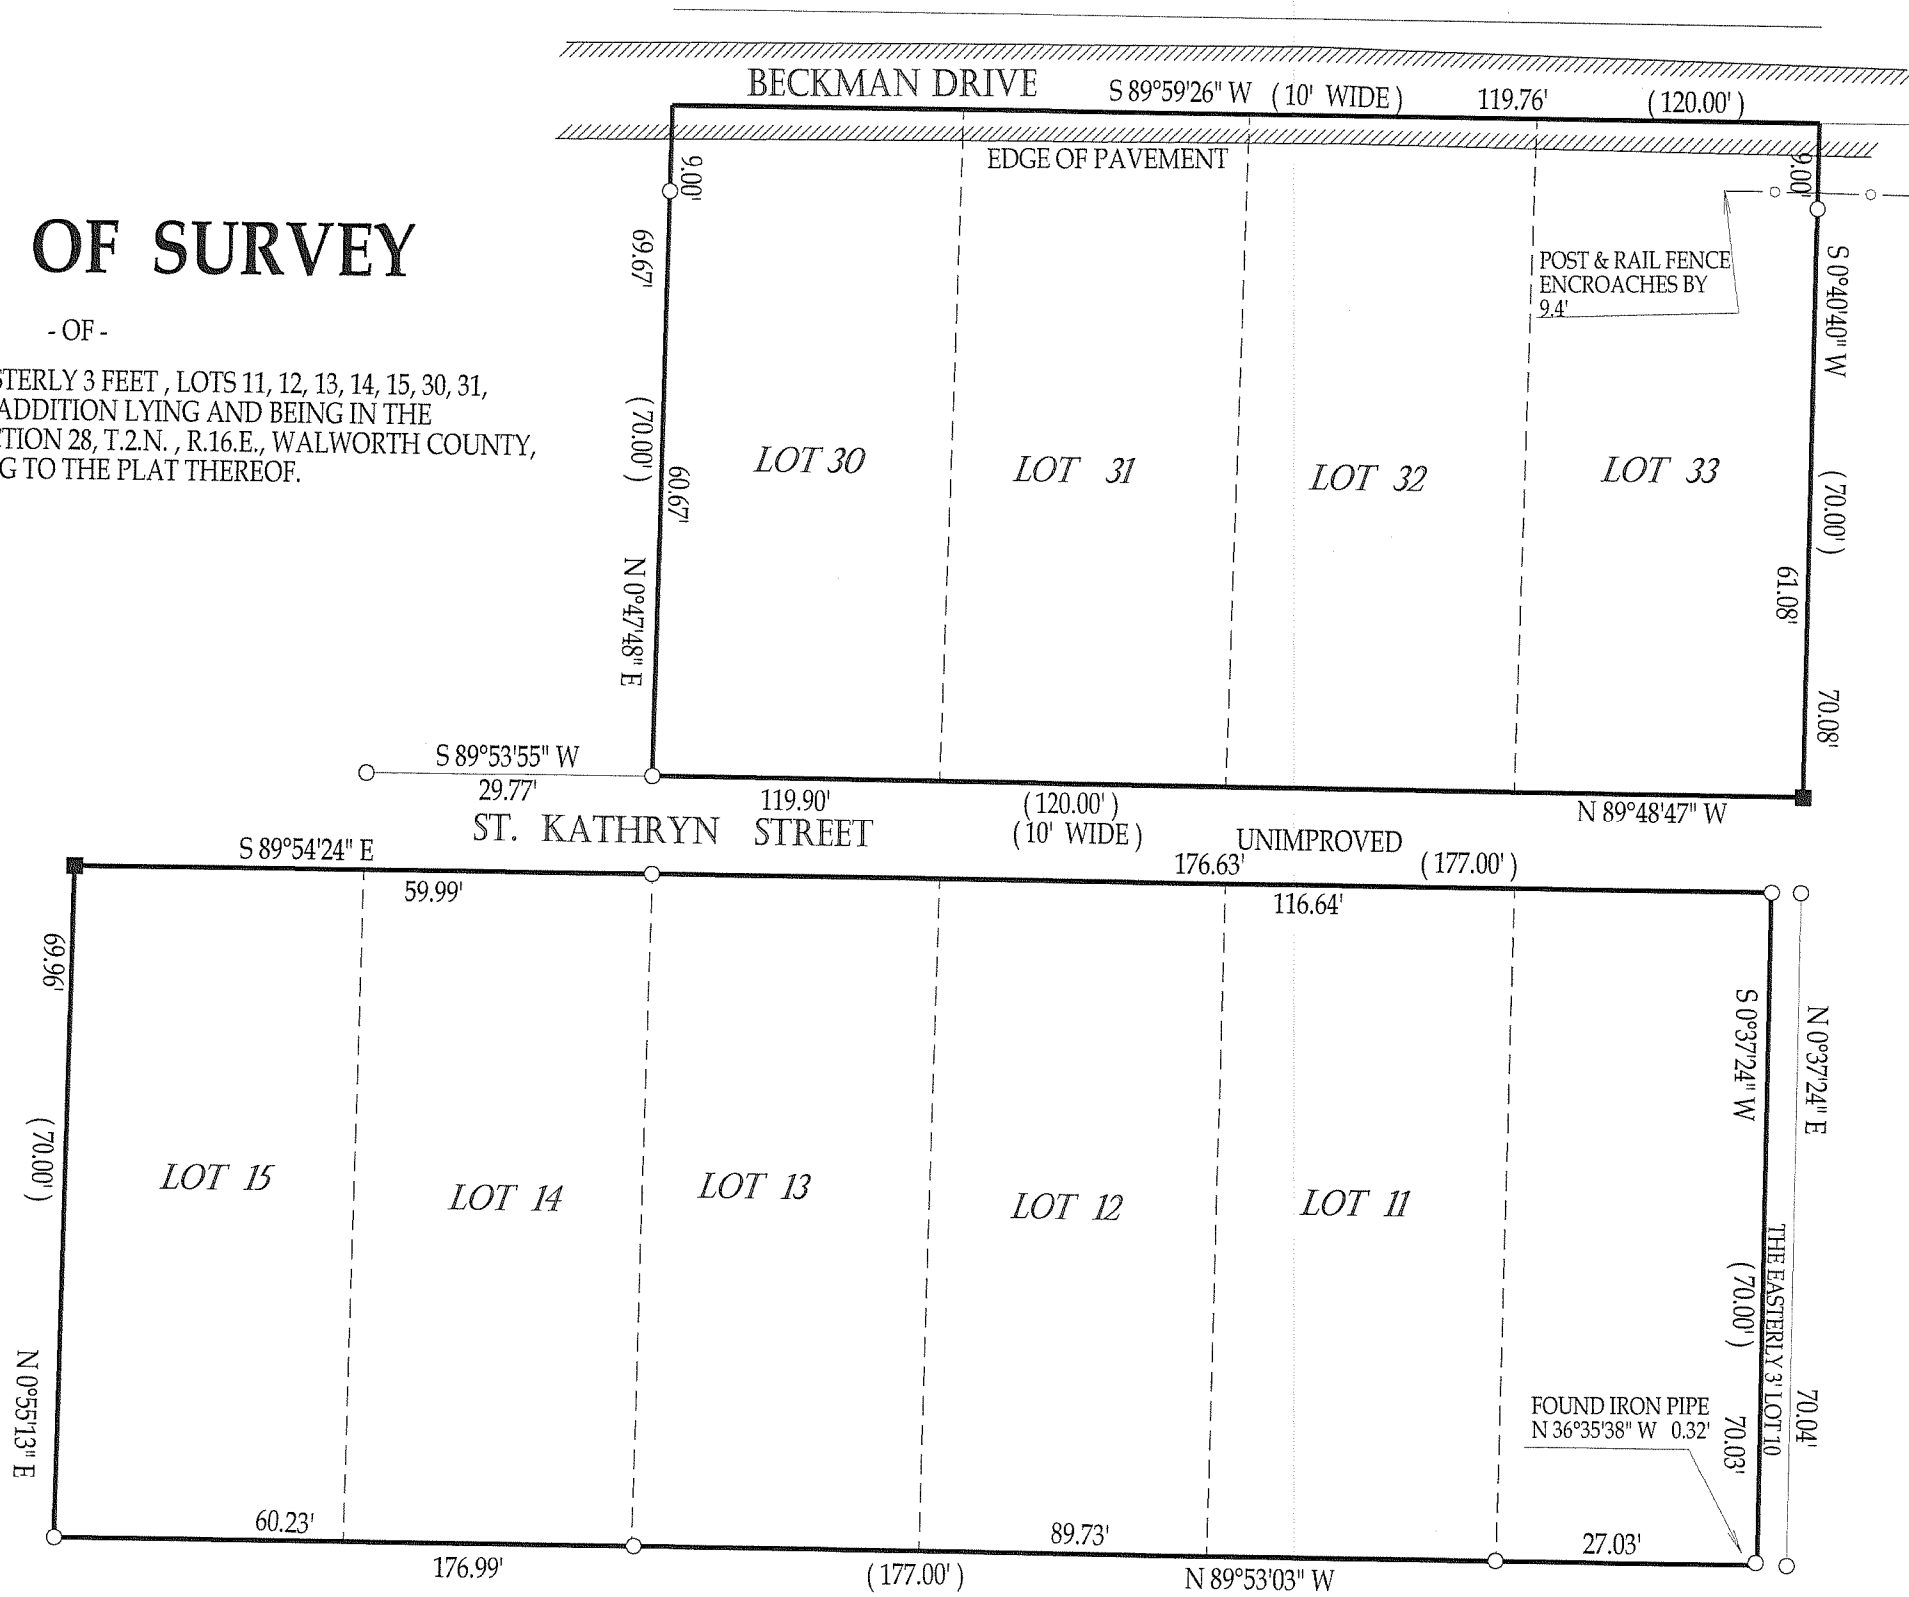 BECKMAN DRIVE
S 89°59'26" W ( 10' WIDE ) 119.76' ( 120.00' )
EDGE OF PAVEMENT
9.00'
9.00'
OF SURVEY
- OF -
STERLY 3 FEET , LOTS 11, 12, 13, 14, 15, 30, 31,
ADDITION LYING AND BEING IN THE
CTION 28, T.2.N. , R.16.E., WALWORTH COUNTY,
G TO THE PLAT THEREOF.
69.67'
( 70.00' )
60.67'
N 0°47'48" E
POST & RAIL FENCE
ENCROACHES BY
9.4'
S 0°40'40" W
( 70.00' )
61.08'
70.08'
LOT 30
LOT 31
LOT 32
LOT 33
S 89°53'55" W
29.77'
119.90'
( 120.00' )
N 89°48'47" W
ST. KATHRYN STREET
( 10' WIDE )
UNIMPROVED
S 89°54'24" E
176.63'
( 177.00' )
59.99'
116.64'
69.96'
( 70.00' )
N 0°55'13" E
S 0°37'24" W
N 0°37'24" E
LOT 15
LOT 14
LOT 13
LOT 12
LOT 11
THE EASTERLY 3' LOT 10
( 70.00' )
70.03'
70.04'
FOUND IRON PIPE
N 36°35'38" W 0.32'
60.23'
89.73'
27.03'
176.99'
( 177.00' )
N 89°53'03" W